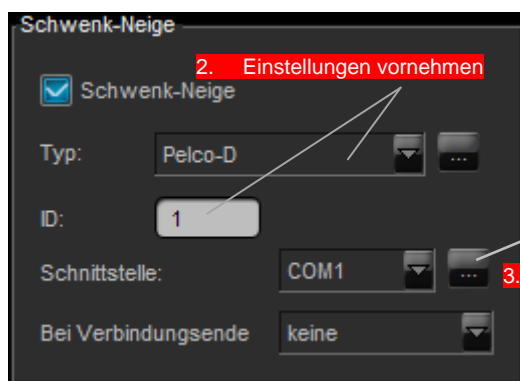 Schwenk-Neige
2. Einstellungen vornehmen
Schwenk-Neige
Typ: Pelco-D ...
ID: 1
Schnittstelle: COM1 ...
3.
Bei Verbindungsende keine